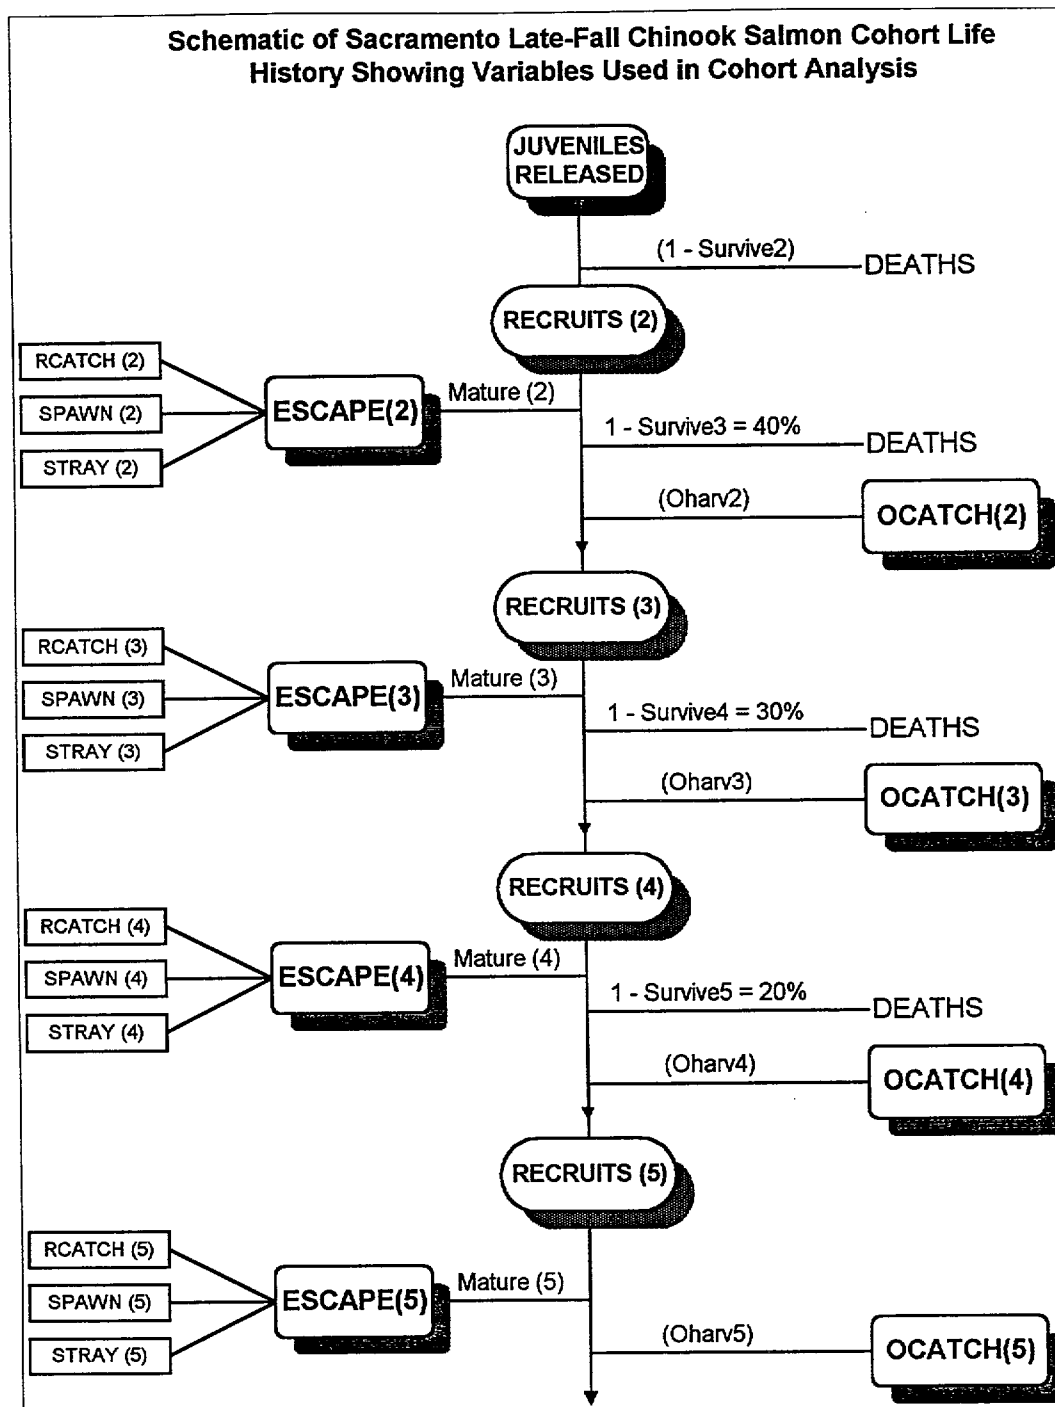 Schematic of Sacramento Late-Fall Chinook Salmon Cohort Life
History Showing Variables Used in Cohort Analysis
JUVENILES
RELEASED
(1 - Survive2)
DEATHS
RECRUITS (2)
RCATCH (2)
SPAWN (2)
STRAY (2)
ESCAPE(2)
Mature (2)
1 - Survive3 = 40%
DEATHS
(Oharv2)
OCATCH(2)
RECRUITS (3)
RCATCH (3)
SPAWN (3)
STRAY (3)
ESCAPE(3)
Mature (3)
1 - Survive4 = 30%
DEATHS
(Oharv3)
OCATCH(3)
RECRUITS (4)
RCATCH (4)
SPAWN (4)
STRAY (4)
ESCAPE(4)
Mature (4)
1 - Survive5 = 20%
DEATHS
(Oharv4)
OCATCH(4)
RECRUITS (5)
RCATCH (5)
SPAWN (5)
STRAY (5)
ESCAPE(5)
Mature (5)
(Oharv5)
OCATCH(5)